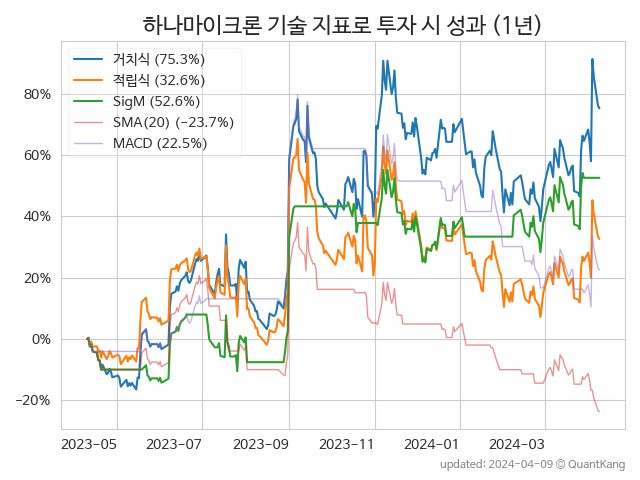 하나마이크론 기술 지표로 투자 시 성과 (1년)
거치식 (75.3%)
적립식 (32.6%)
SigM (52.6%)
SMA(20) (−23.7%)
MACD (22.5%)
80%
60%
40%
20%
0%
−20%
2023-05 2023-07 2023-09 2023-11 2024-01 2024-03
updated: 2024-04-09 © QuantKang